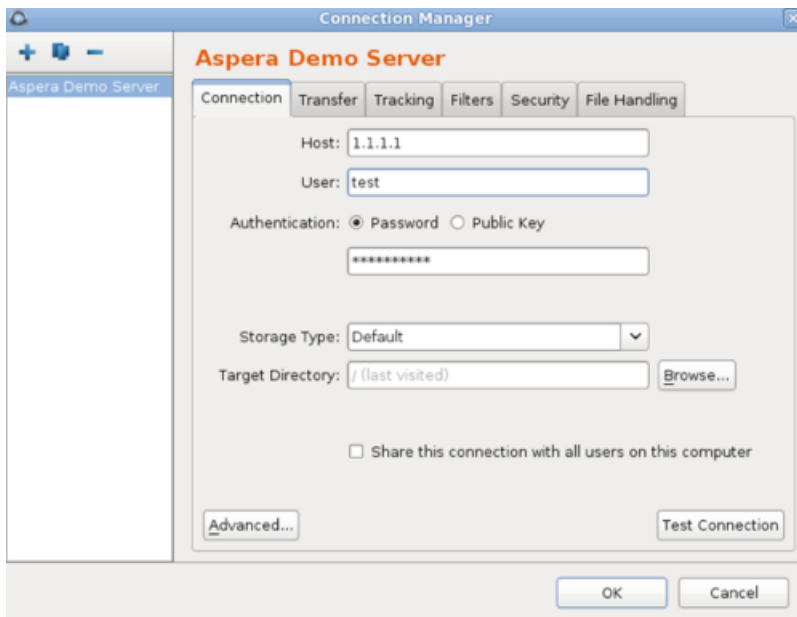 Connection Manager
Aspera Demo Server
Aspera Demo Server
Connection Transfer Tracking Filters Security File Handling
Host: 1.1.1.1
User: test
Authentication: Password Public Key
**********
Storage Type: Default
Target Directory: / (last visited) Browse...
Share this connection with all users on this computer
Advanced... Test Connection
OK Cancel